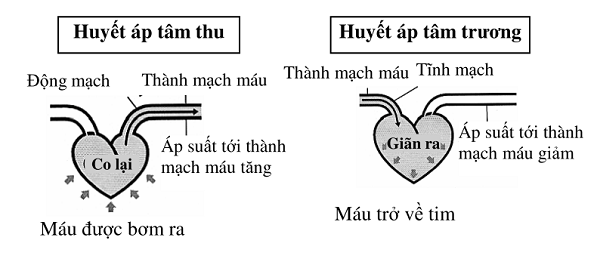 Huyết áp tâm thu
Động mạch
Thành mạch máu
Co lại
Áp suất tới thành
mạch máu tăng
Máu được bơm ra
Huyết áp tâm trương
Thành mạch máu
Tĩnh mạch
Giãn ra
Áp suất tới thành
mạch máu giảm
Máu trở về tim